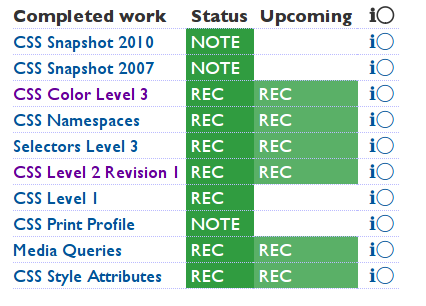 Completed work Status Upcoming i○
CSS Snapshot 2010 NOTE i○
CSS Snapshot 2007 NOTE i○
CSS Color Level 3 REC REC i○
CSS Namespaces REC REC i○
Selectors Level 3 REC REC i○
CSS Level 2 Revision 1 REC REC i○
CSS Level 1 REC i○
CSS Print Profile NOTE i○
Media Queries REC REC i○
CSS Style Attributes REC REC i○